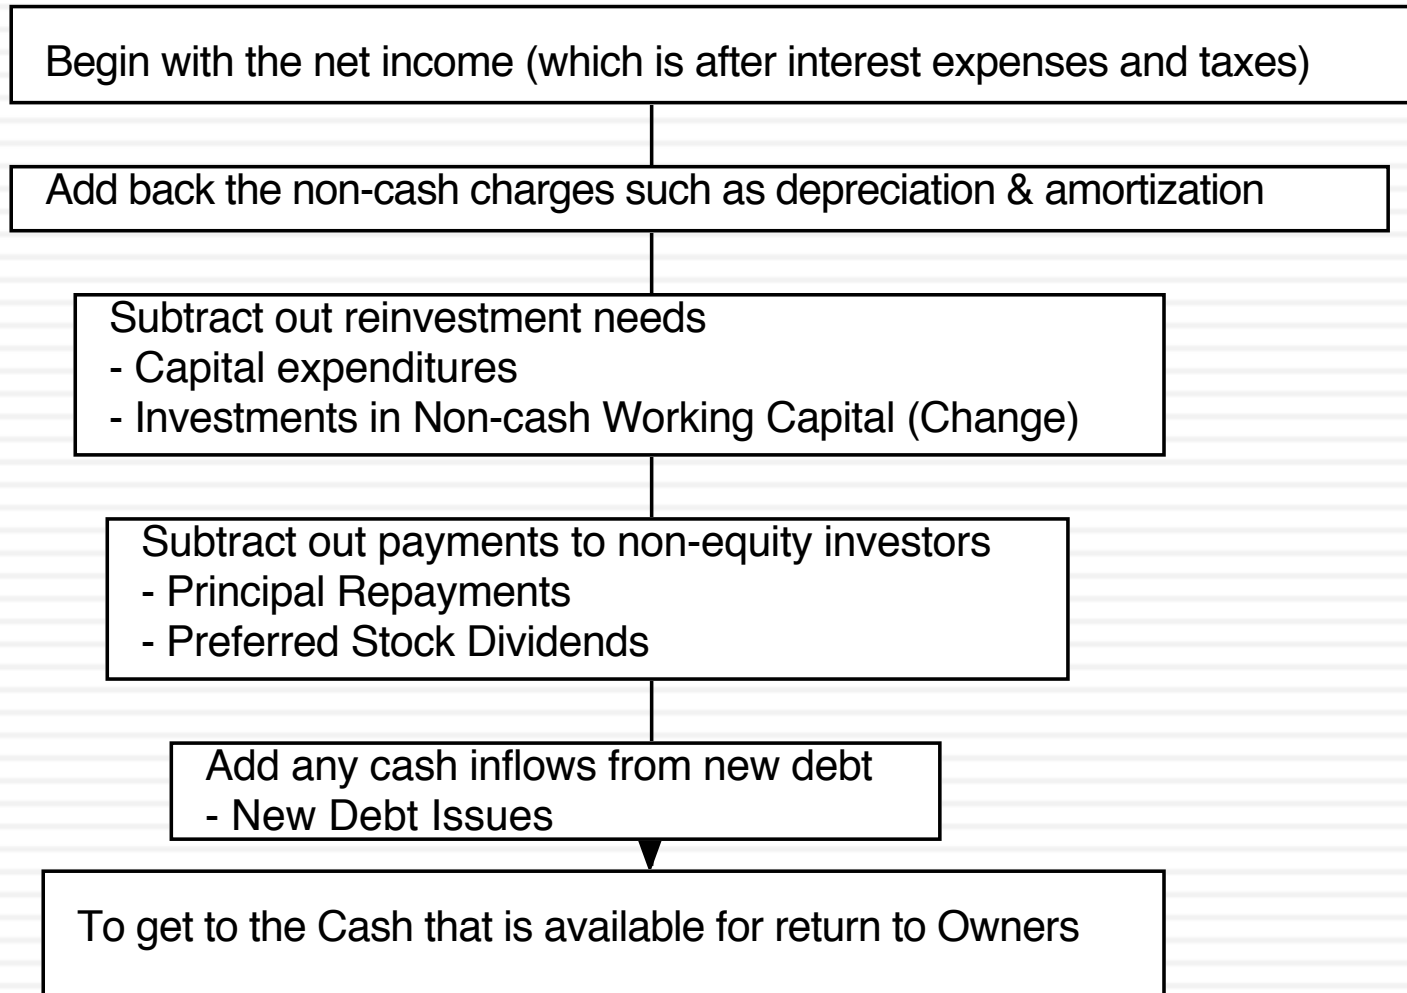 Begin with the net income (which is after interest expenses and taxes)
Add back the non-cash charges such as depreciation & amortization
Subtract out reinvestment needs
- Capital expenditures
- Investments in Non-cash Working Capital (Change)
Subtract out payments to non-equity investors
- Principal Repayments
- Preferred Stock Dividends
Add any cash inflows from new debt
- New Debt Issues
To get to the Cash that is available for return to Owners